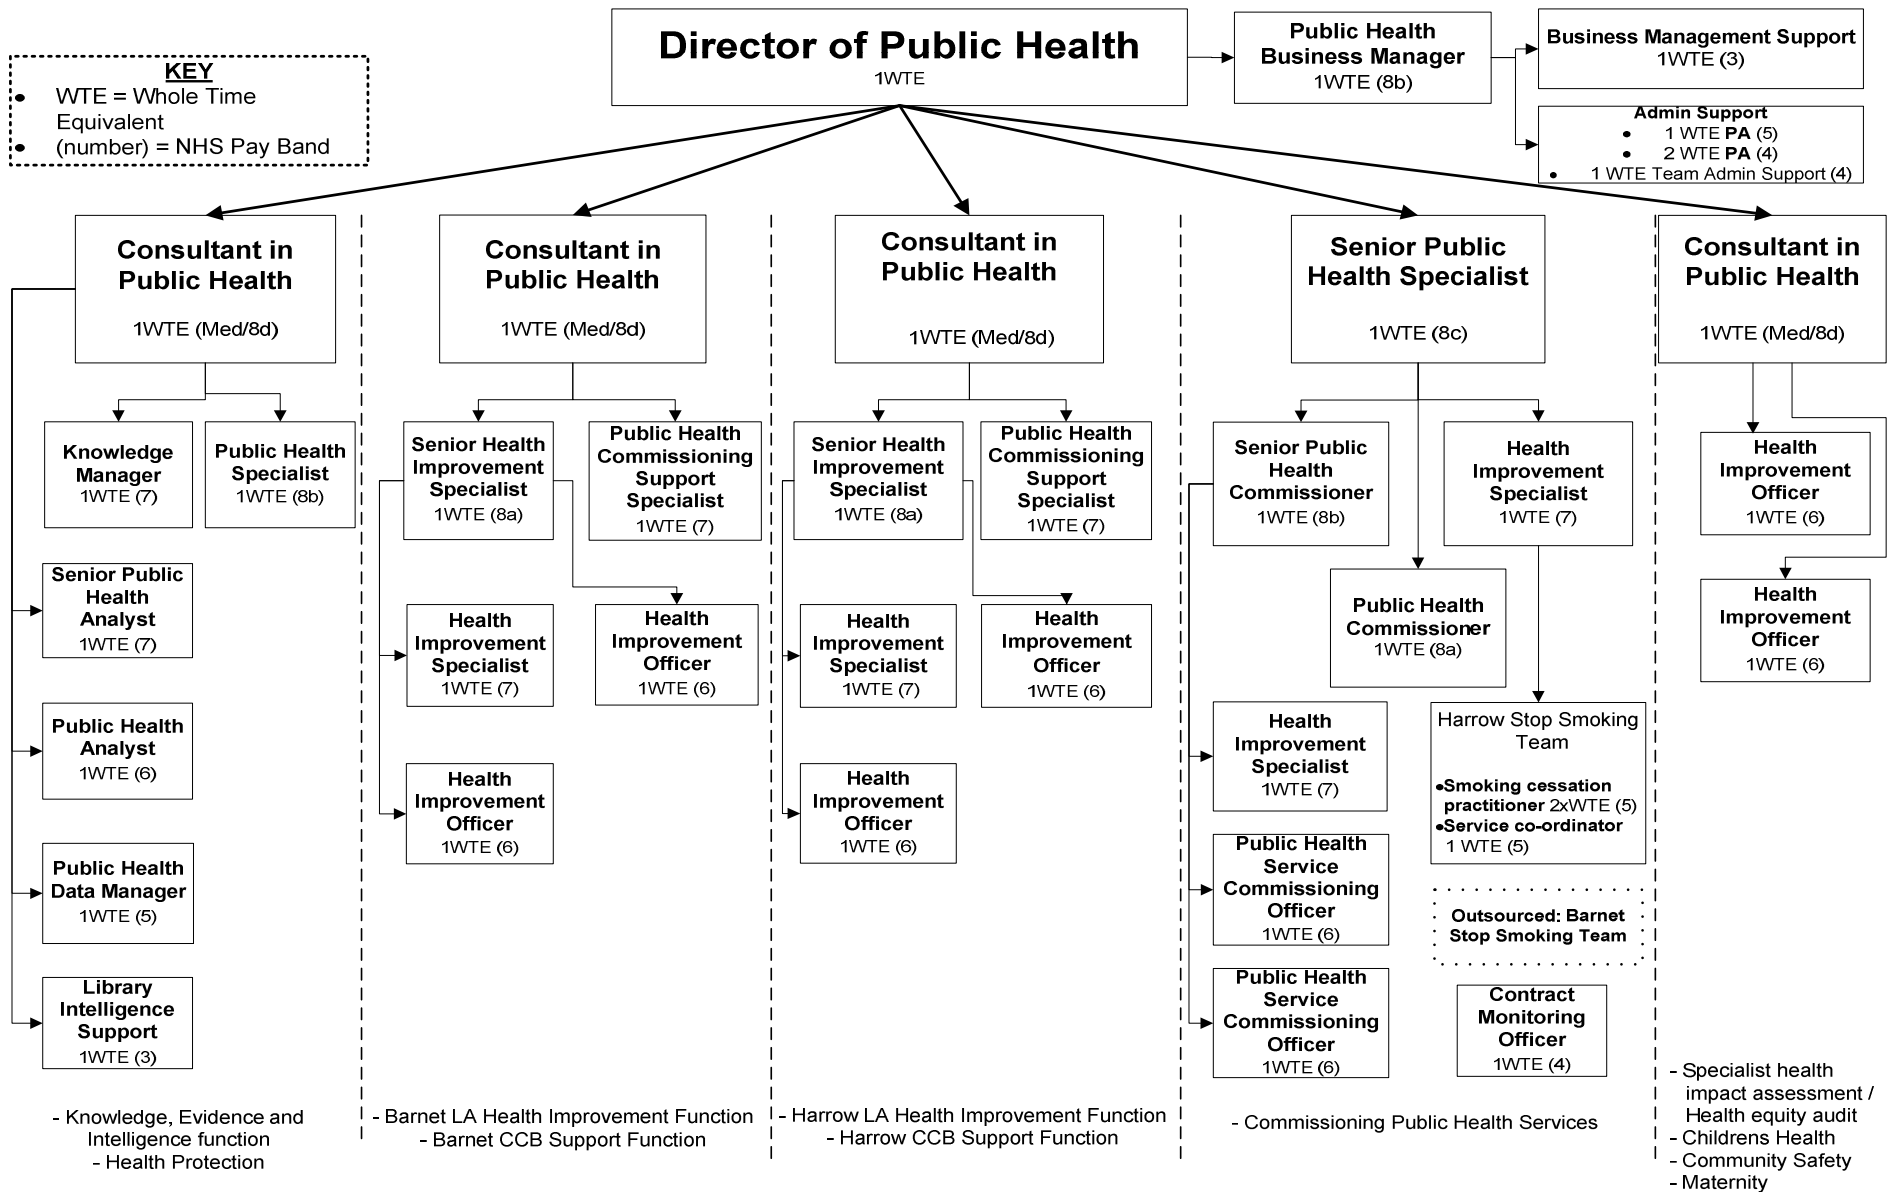 Director of Public Health
1WTE
Public Health
Business Manager
1WTE (8b)
Business Management Support
1WTE (3)
Admin Support
• 1 WTE PA (5)
• 2 WTE PA (4)
• 1 WTE Team Admin Support (4)
KEY
• WTE = Whole Time
Equivalent
• (number) = NHS Pay Band
Consultant in
Public Health
1WTE (Med/8d)
Knowledge
Manager
1WTE (7)
Public Health
Specialist
1WTE (8b)
Senior Public
Health
Analyst
1WTE (7)
Public Health
Analyst
1WTE (6)
Public Health
Data Manager
1WTE (5)
Library
Intelligence
Support
1WTE (3)
- Knowledge, Evidence and
Intelligence function
- Health Protection
Consultant in
Public Health
1WTE (Med/8d)
Senior Health
Improvement
Specialist
1WTE (8a)
Public Health
Commissioning
Support
Specialist
1WTE (7)
Health
Improvement
Specialist
1WTE (7)
Health
Improvement
Officer
1WTE (6)
Health
Improvement
Officer
1WTE (6)
- Barnet LA Health Improvement Function
- Barnet CCB Support Function
Consultant in
Public Health
1WTE (Med/8d)
Senior Health
Improvement
Specialist
1WTE (8a)
Public Health
Commissioning
Support
Specialist
1WTE (7)
Health
Improvement
Specialist
1WTE (7)
Health
Improvement
Officer
1WTE (6)
Health
Improvement
Officer
1WTE (6)
- Harrow LA Health Improvement Function
- Harrow CCB Support Function
Senior Public
Health Specialist
1WTE (8c)
Senior Public
Health
Commissioner
1WTE (8b)
Health
Improvement
Specialist
1WTE (7)
Public Health
Commissioner
1WTE (8a)
Health
Improvement
Specialist
1WTE (7)
Harrow Stop Smoking
Team
•Smoking cessation
practitioner 2xWTE (5)
•Service co-ordinator
1 WTE (5)
Public Health
Service
Commissioning
Officer
1WTE (6)
Outsourced: Barnet
Stop Smoking Team
Public Health
Service
Commissioning
Officer
1WTE (6)
Contract
Monitoring
Officer
1WTE (4)
- Commissioning Public Health Services
Consultant in
Public Health
1WTE (Med/8d)
Health
Improvement
Officer
1WTE (6)
Health
Improvement
Officer
1WTE (6)
- Specialist health
impact assessment /
Health equity audit
- Childrens Health
- Community Safety
- Maternity